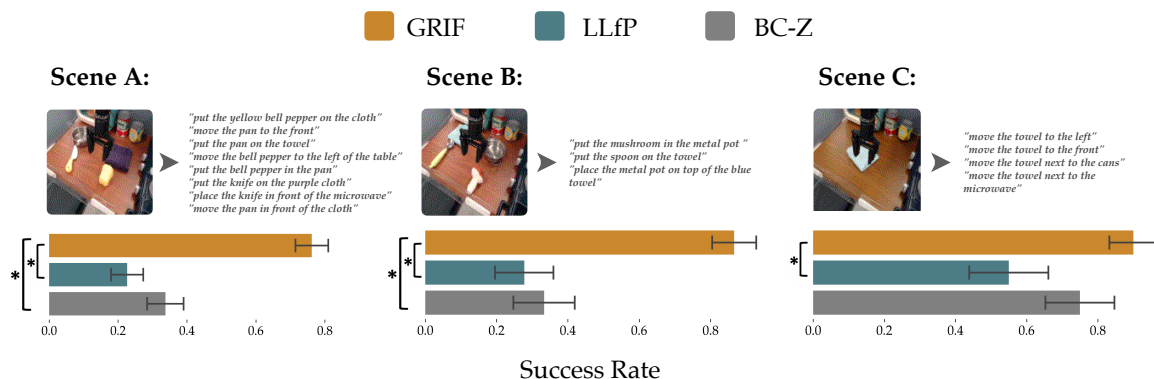 GRIF LLfP BC-Z
Scene A:
"put the yellow bell pepper on the cloth"
"move the pan to the front"
"put the pan on the towel"
"move the bell pepper to the left of the table"
"put the bell pepper in the pan"
"put the knife on the purple cloth"
"place the knife in front of the microwave"
"move the pan in front of the cloth"
* *
0.0 0.2 0.4 0.6 0.8
Scene B:
"put the mushroom in the metal pot "
"put the spoon on the towel"
"place the metal pot on top of the blue
towel"
* *
0.0 0.2 0.4 0.6 0.8
Scene C:
"move the towel to the left"
"move the towel to the front"
"move the towel next to the cans"
"move the towel next to the
microwave"
*
0.0 0.2 0.4 0.6 0.8
Success Rate